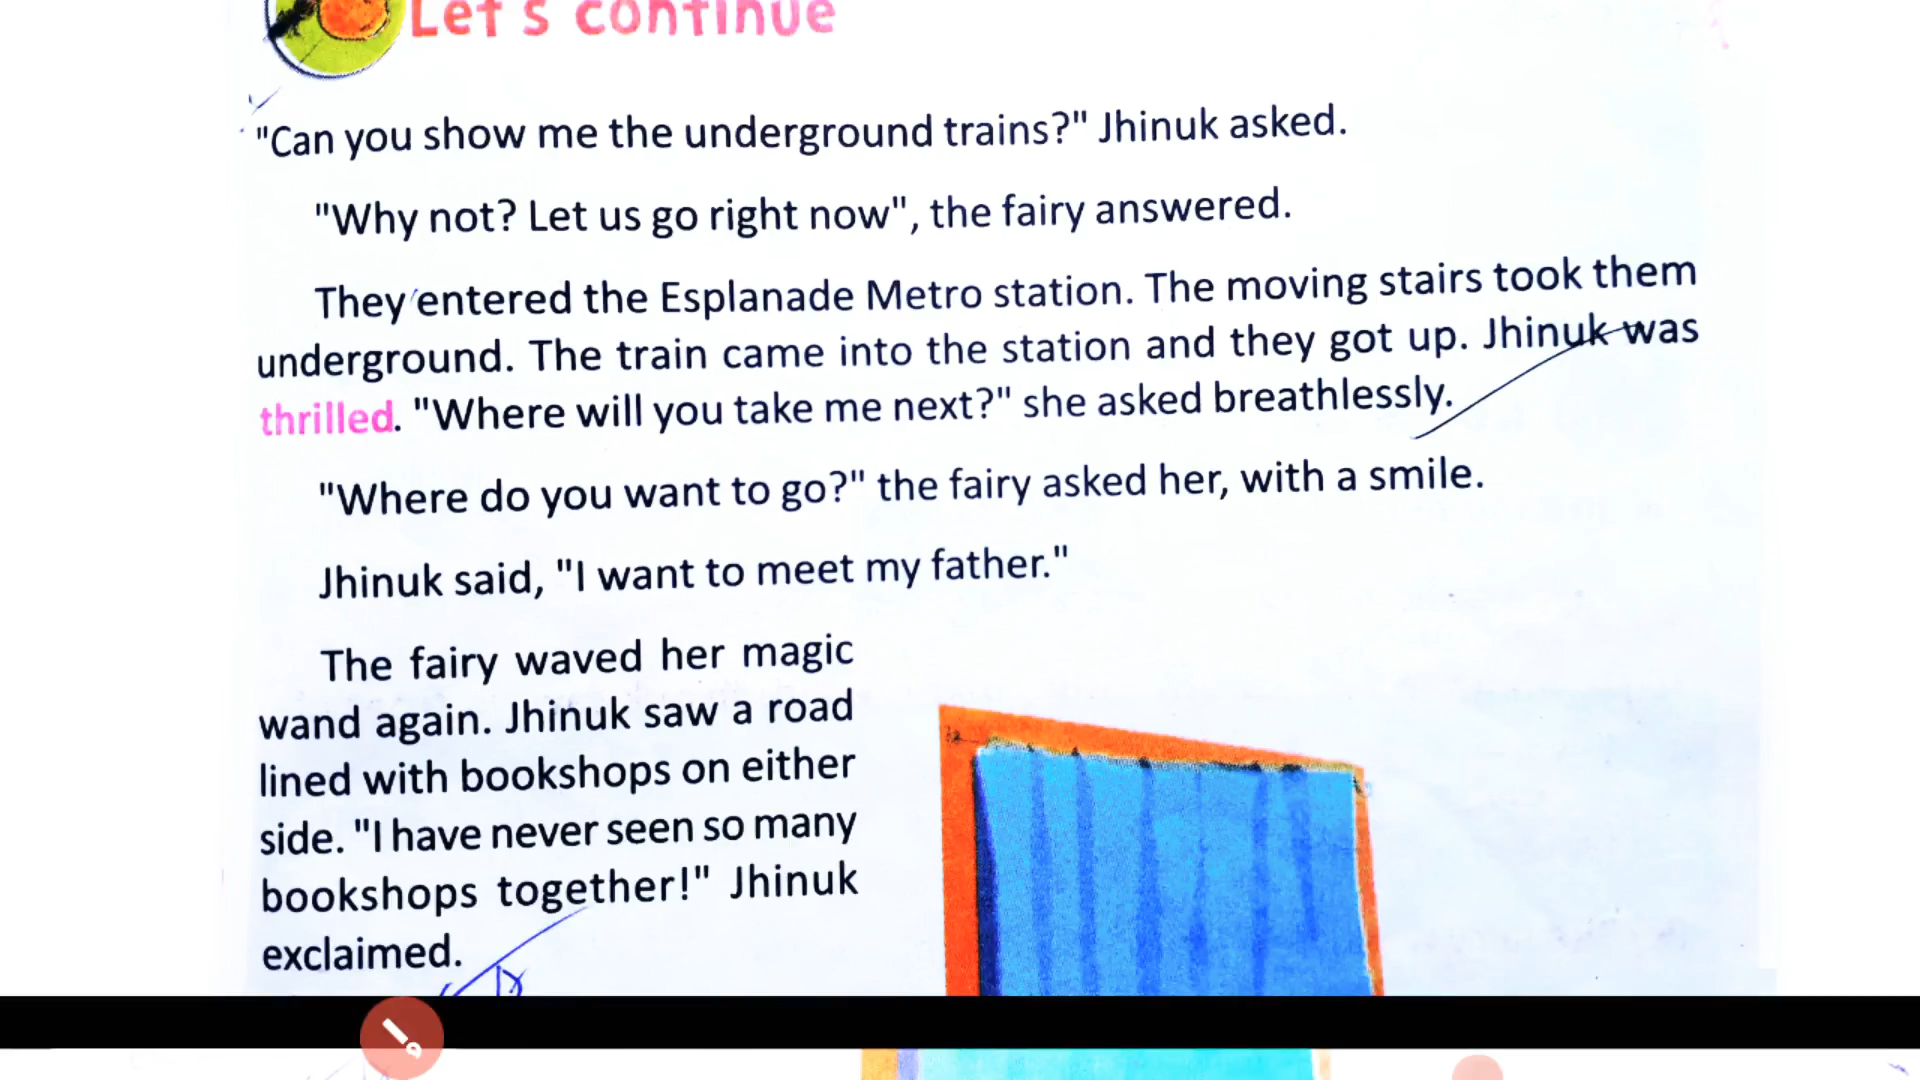 Let's continue
"Can you show me the underground trains?" Jhinuk asked.
"Why not? Let us go right now", the fairy answered.
They entered the Esplanade Metro station. The moving stairs took them
underground. The train came into the station and they got up. Jhinuk was
thrilled. "Where will you take me next?" she asked breathlessly.
"Where do you want to go?" the fairy asked her, with a smile.
Jhinuk said, "I want to meet my father."
The fairy waved her magic
wand again. Jhinuk saw a road
lined with bookshops on either
side. "I have never seen so many
bookshops together!" Jhinuk
exclaimed.